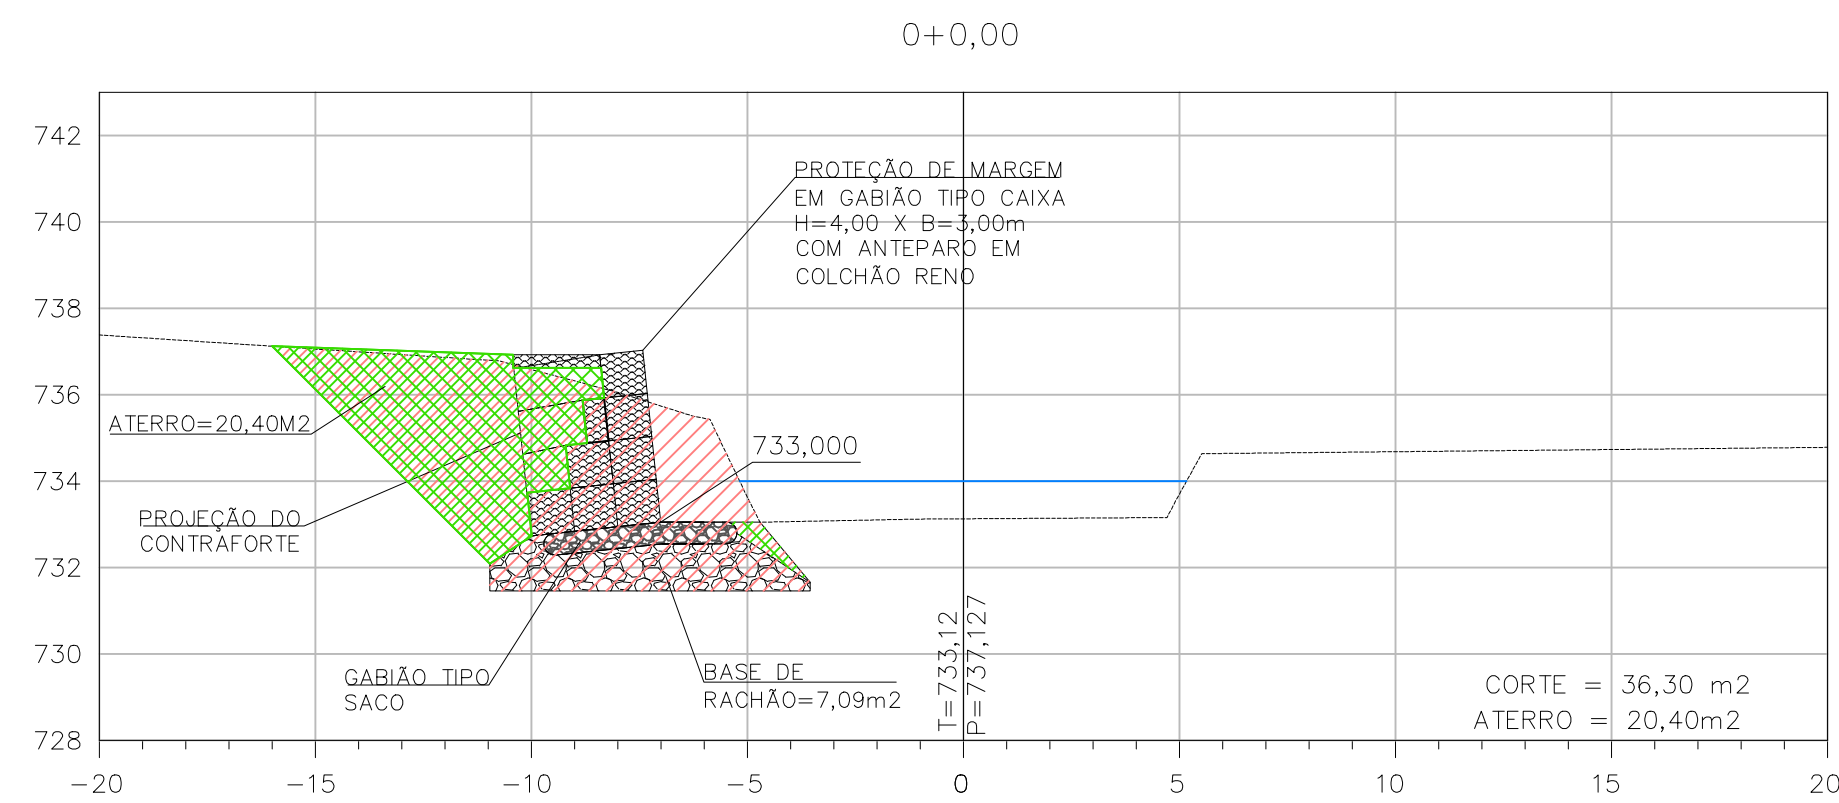 0+0,00
742
740
738
736
734
732
730
728
PROTEÇÃO DE MARGEM
EM GABIÃO TIPO CAIXA
H=4,00 X B=3,00m
COM ANTEPARO EM
COLCHÃO RENO
ATERRO=20,40M2
733,000
PROJEÇÃO DO
CONTRAFORTE
GABIÃO TIPO
SACO
BASE DE
RACHÃO=7,09m2
T=733,12
P=737,127
CORTE = 36,30 m2
ATERRO = 20,40m2
-20 -15 -10 -5 0 5 10 15 20